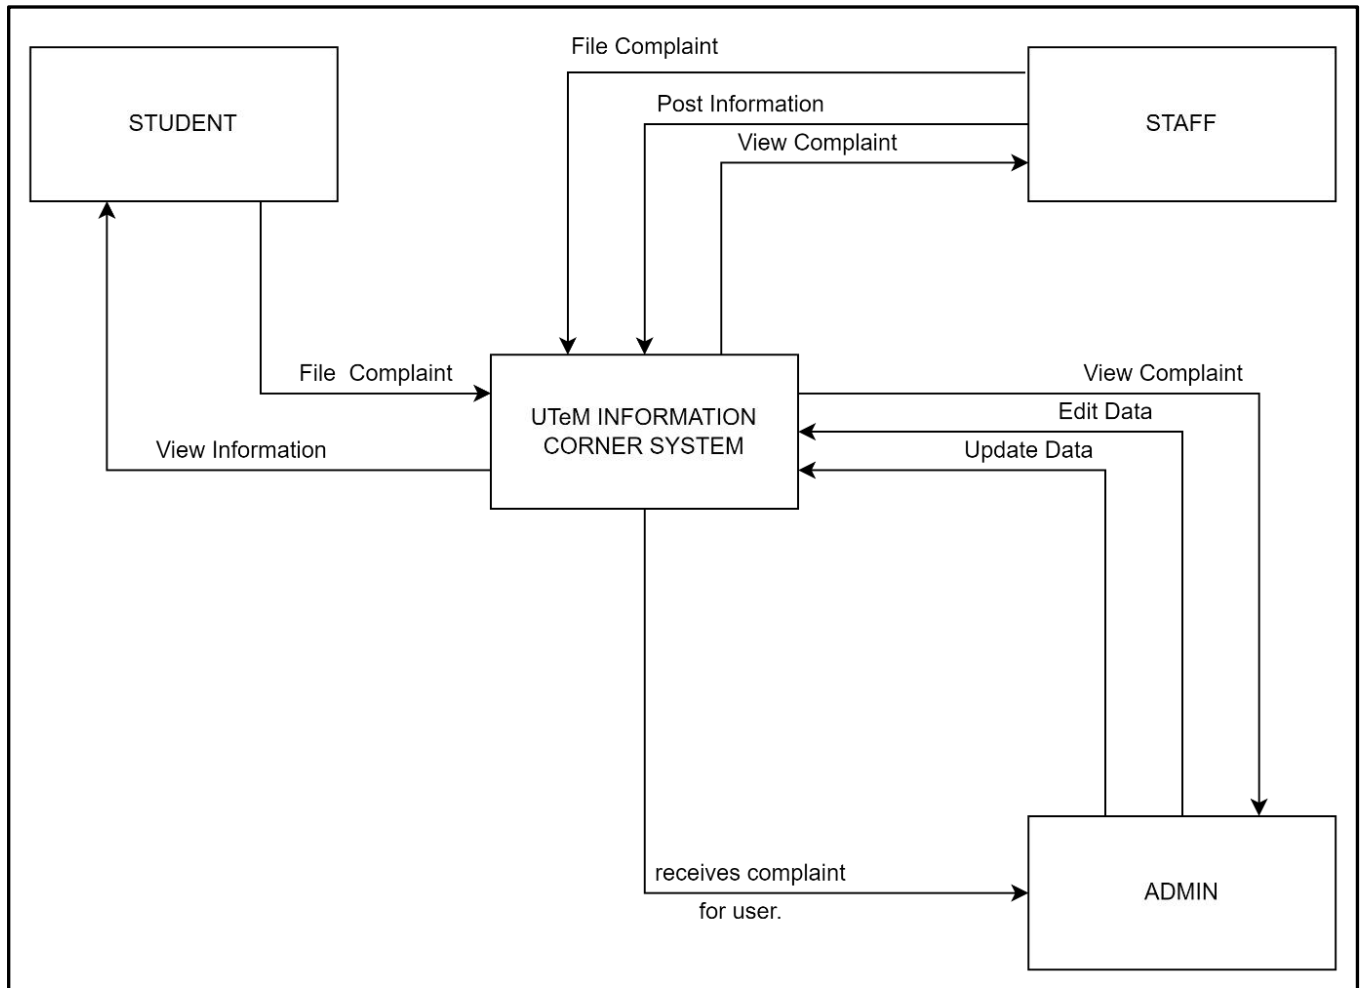 File Complaint
STUDENT
Post Information
STAFF
View Complaint
File  Complaint
View Complaint
UTeM INFORMATION
CORNER SYSTEM
Edit Data
View Information
Update Data
receives complaint
for user.
ADMIN